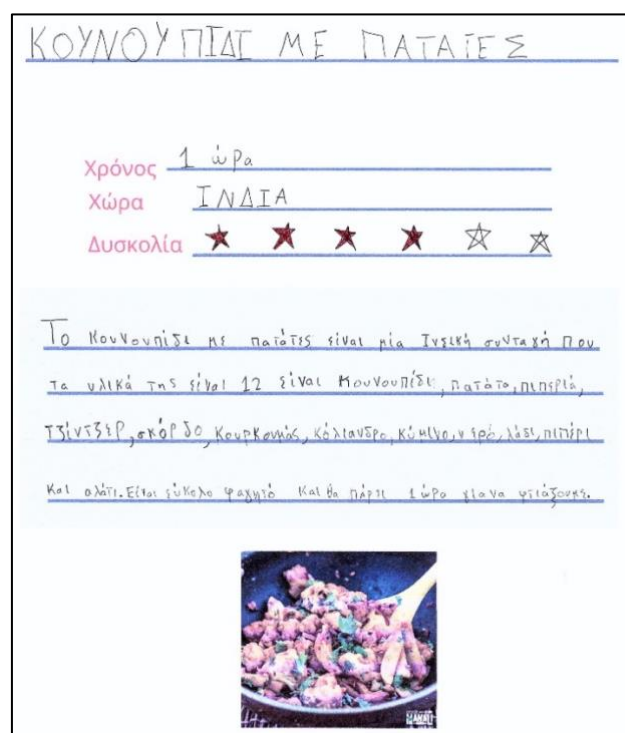 ΚΟΥΝΟΥΠΙΔΙ ΜΕ ΠΑΤΑΤΕΣ
Χρόνος 1 ώρα
Χώρα ΙΝΔΙΑ
Δυσκολία
Το κουνουπίδι με πατάτες είναι μία Ινδική συνταγή που
τα υλικά της είναι 12 είναι κουνουπίδι, πατάτα, πιπεριά,
τζίντζερ, σκόρδο, κουρκουμάς, κόλιανδρο, κύμινο, νερό, λάδι, πιπέρι
και αλάτι. Είναι εύκολο φαγητό και θα πάρει 1 ώρα για να φτιάξουμε.